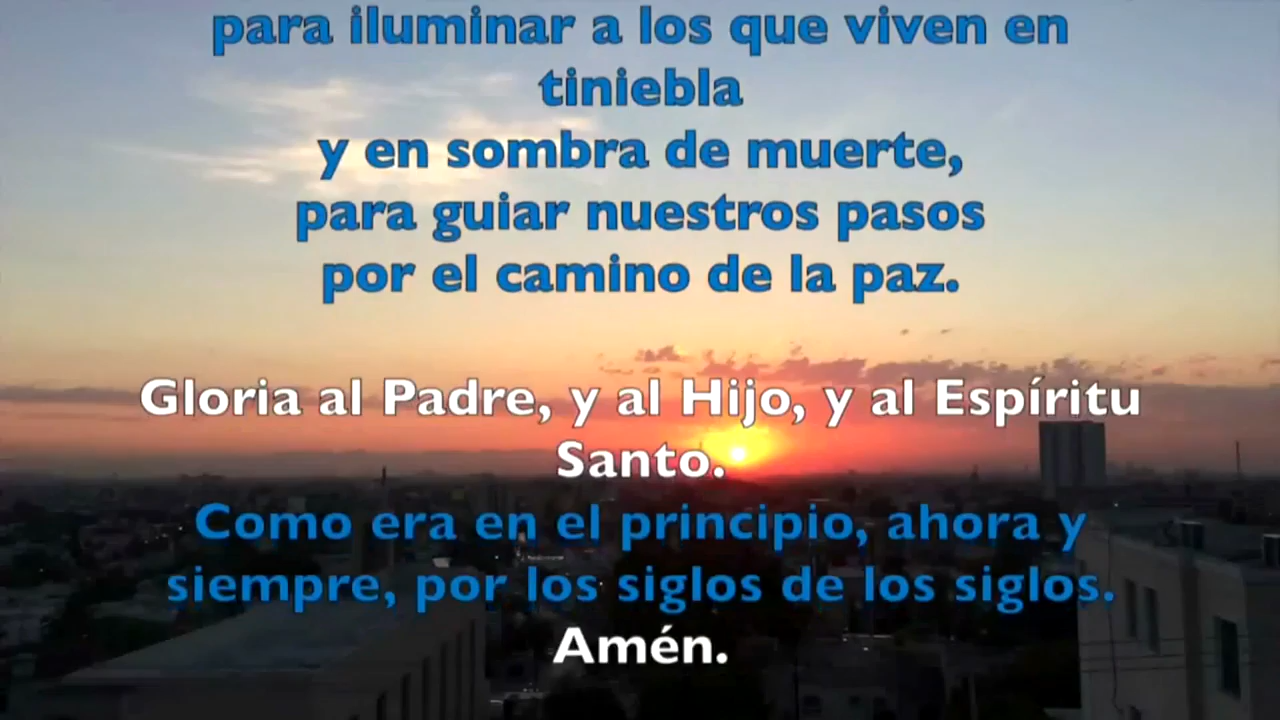 para iluminar a los que viven en
tiniebla
y en sombra de muerte,
para guiar nuestros pasos
por el camino de la paz.
Gloria al Padre, y al Hijo, y al Espíritu
Santo.
Como era en el principio, ahora y
siempre, por los siglos de los siglos.
Amén.